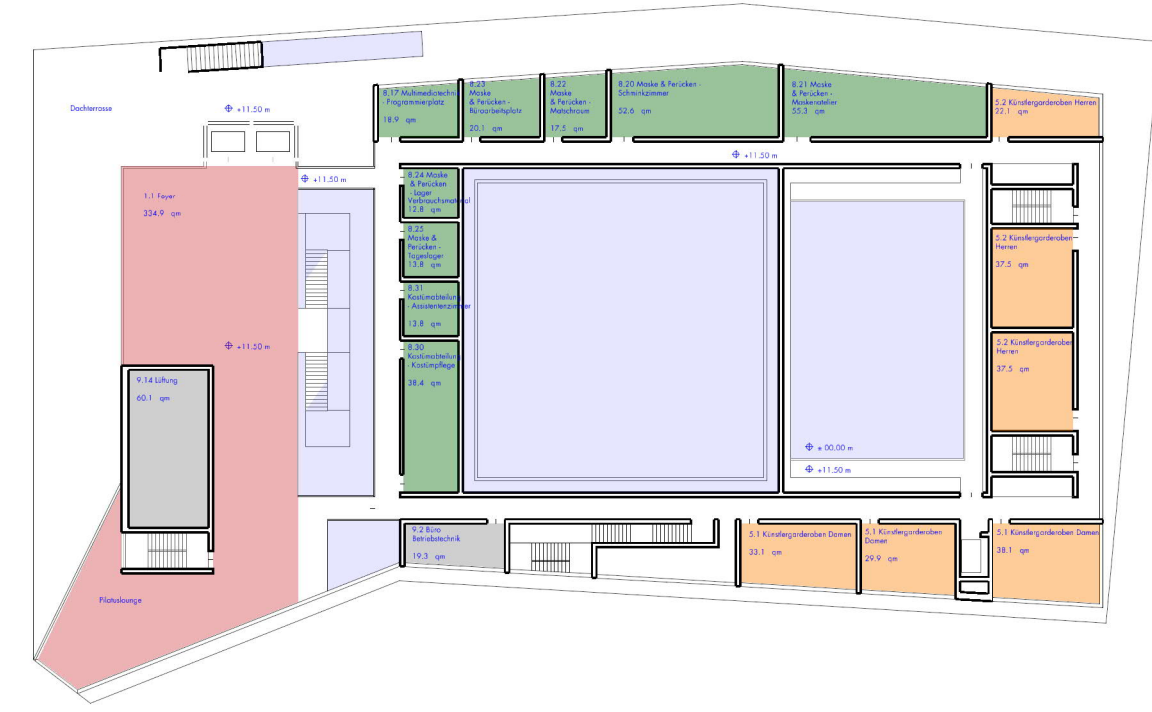 Dachterrasse
+11.50 m
8.17 Multimediatechnik
- Programmierplatz
18.9 qm
8.23
Maske
& Perücken -
Büroarbeitsplatz
20.1 qm
8.22
Maske
& Perücken -
Matschraum
17.5 qm
8.20 Maske & Perücken -
Schminkzimmer
52.6 qm
8.21 Maske
& Perücken -
Maskenatelier
55.3 qm
5.2 Künstlergarderobe Herren
22.1 qm
+11.50 m
+11.50 m
1.1 Foyer
334.9 qm
8.24 Maske
& Perücken
- Lager
Verbrauchsmaterial
12.8 qm
8.25
Maske &
Perücken -
Tageslager
13.8 qm
8.31
Kostümabteilung
- Assistentenzimmer
13.8 qm
8.30
Kostümabteilung
- Kostümpflege
38.4 qm
5.2 Künstlergarderoben
Herren
37.5 qm
5.2 Künstlergarderoben
Herren
37.5 qm
+11.50 m
9.14 Lüftung
60.1 qm
± 00.00 m
+11.50 m
9.2 Büro
Betriebstechnik
19.3 qm
5.1 Künstlergarderoben Damen
33.1 qm
5.1 Künstlergarderoben
Damen
29.9 qm
5.1 Künstlergarderoben Damen
38.1 qm
Pilatuslounge